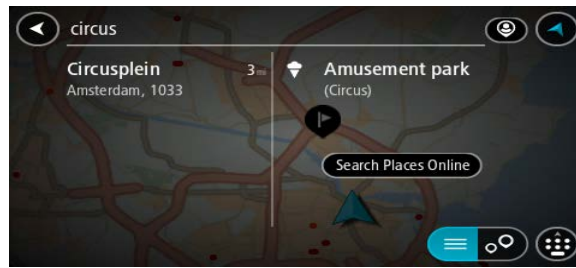 circus
Circusplein 3 mi
Amsterdam, 1033
Amusement park
(Circus)
Search Places Online